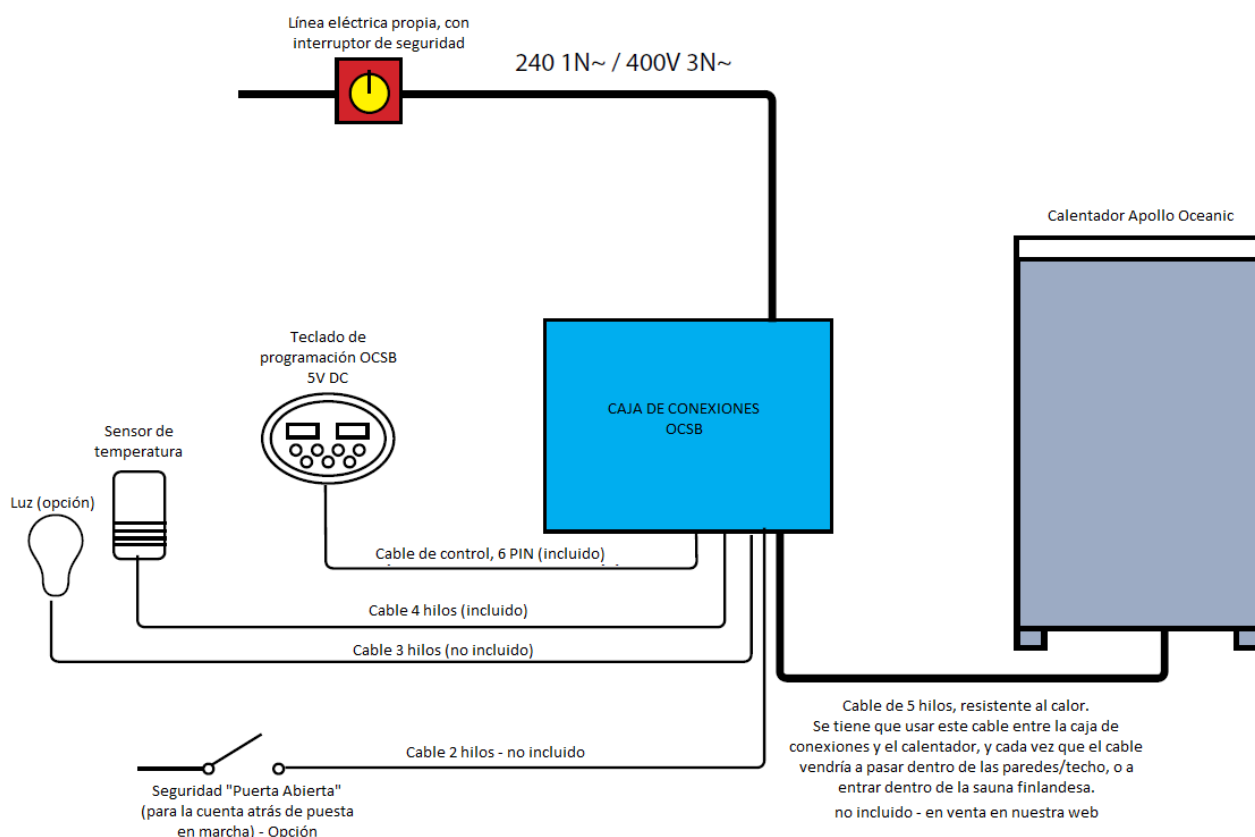 Línea eléctrica propia, con
interruptor de seguridad
240 1N~ / 400V 3N~
Calentador Apollo Oceanic
Teclado de
programación OCSB
5V DC
CAJA DE CONEXIONES
OCSB
Sensor de
temperatura
Luz (opción)
Cable de control, 6 PIN (incluido)
Cable 4 hilos (incluido)
Cable 3 hilos (no incluido)
Cable de 5 hilos, resistente al calor.
Se tiene que usar este cable entre la caja de
conexiones y el calentador, y cada vez que el cable
vendría a pasar dentro de las paredes/techo, o a
entrar dentro de la sauna finlandesa.
no incluido - en venta en nuestra web
Cable 2 hilos - no incluido
Seguridad "Puerta Abierta"
(para la cuenta atrás de puesta
en marcha) - Opción